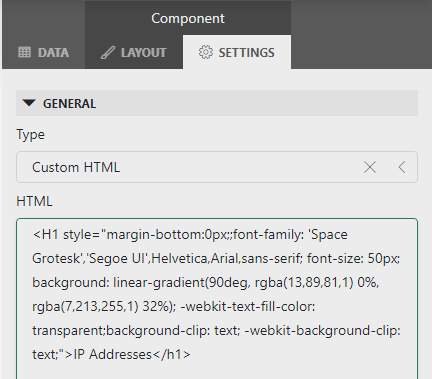 Component
DATA LAYOUT SETTINGS
GENERAL
Type
Custom HTML
HTML
<H1 style="margin-bottom:0px;;font-family: 'Space
Grotesk','Segoe UI',Helvetica,Arial,sans-serif; font-size: 50px;
background: linear-gradient(90deg, rgba(13,89,81,1) 0%,
rgba(7,213,255,1) 32%); -webkit-text-fill-color:
transparent;background-clip: text; -webkit-background-clip:
text;">IP Addresses</h1>